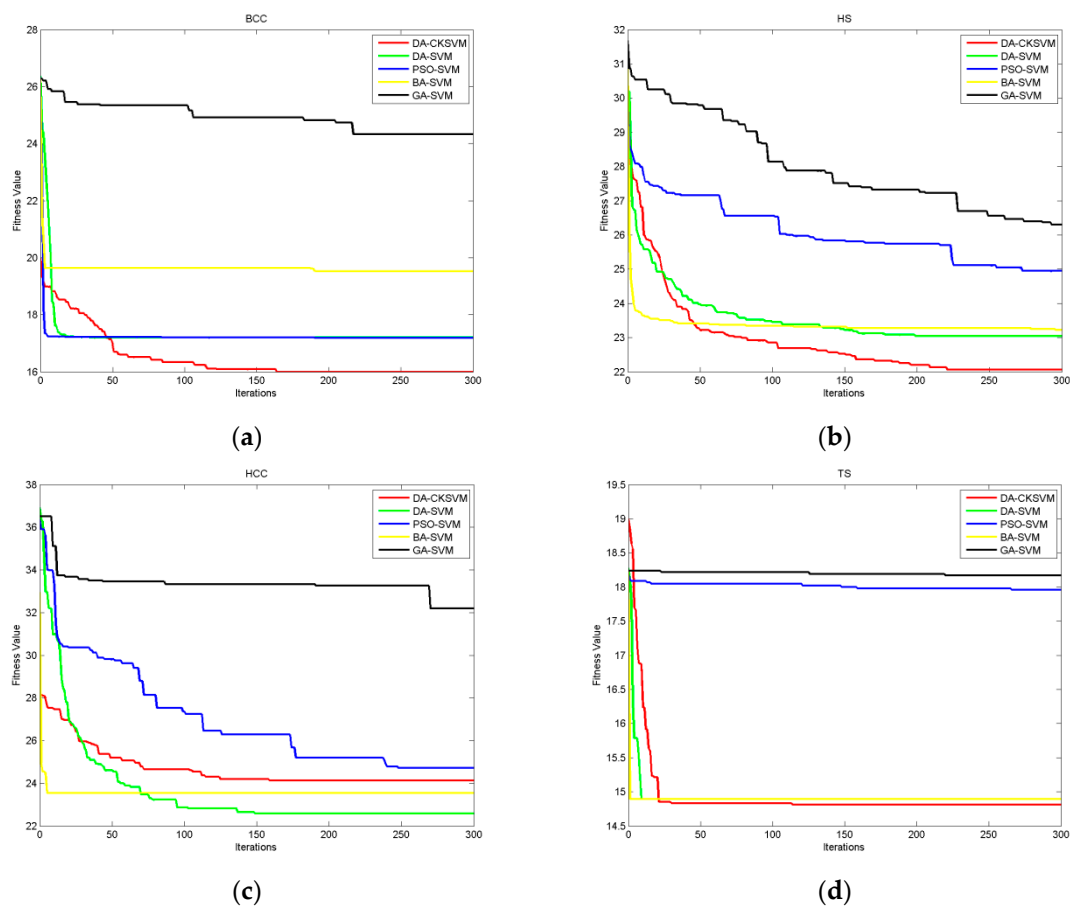 BCC
28
26
24
22
20
18
16
Fitness Value
0 50 100 150 200 250 300
Iterations
DA-CKSVM
DA-SVM
PSO-SVM
BA-SVM
GA-SVM
(a)
HS
32
31
30
29
28
27
26
25
24
23
22
Fitness Value
0 50 100 150 200 250 300
Iterations
DA-CKSVM
DA-SVM
PSO-SVM
BA-SVM
GA-SVM
(b)
HCC
38
36
34
32
30
28
26
24
22
Fitness Value
0 50 100 150 200 250 300
Iterations
DA-CKSVM
DA-SVM
PSO-SVM
BA-SVM
GA-SVM
(c)
TS
19.5
19
18.5
18
17.5
17
16.5
16
15.5
15
14.5
Fitness Value
0 50 100 150 200 250 300
Iterations
DA-CKSVM
DA-SVM
PSO-SVM
BA-SVM
GA-SVM
(d)